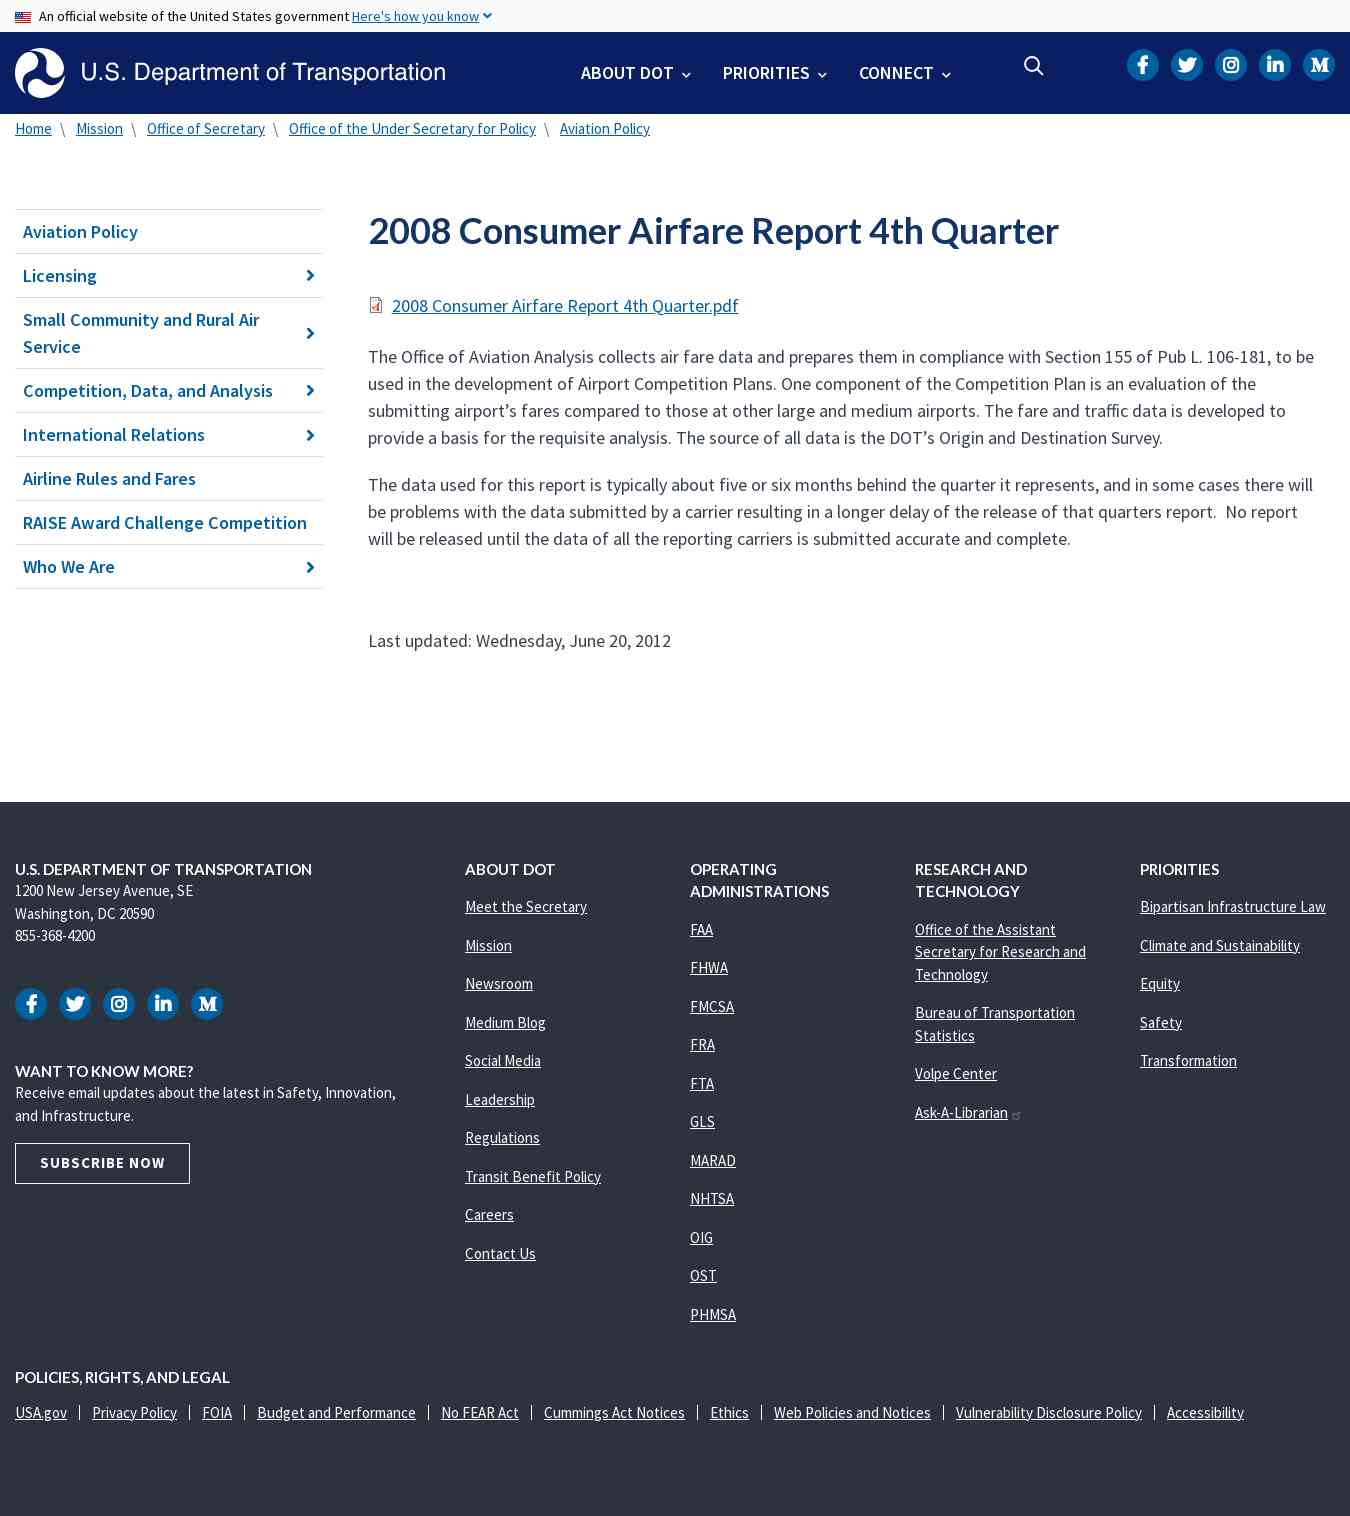 An official website of the United States government Here's how you know
U.S. Department of Transportation
ABOUT DOT
PRIORITIES
CONNECT
Home \ Mission \ Office of Secretary \ Office of the Under Secretary for Policy \ Aviation Policy
Aviation Policy
Licensing
Small Community and Rural Air
Service
Competition, Data, and Analysis
International Relations
Airline Rules and Fares
RAISE Award Challenge Competition
Who We Are
2008 Consumer Airfare Report 4th Quarter
2008 Consumer Airfare Report 4th Quarter.pdf
The Office of Aviation Analysis collects air fare data and prepares them in compliance with Section 155 of Pub L. 106-181, to be
used in the development of Airport Competition Plans. One component of the Competition Plan is an evaluation of the
submitting airport’s fares compared to those at other large and medium airports. The fare and traffic data is developed to
provide a basis for the requisite analysis. The source of all data is the DOT’s Origin and Destination Survey.
The data used for this report is typically about five or six months behind the quarter it represents, and in some cases there will
be problems with the data submitted by a carrier resulting in a longer delay of the release of that quarters report.  No report
will be released until the data of all the reporting carriers is submitted accurate and complete.
Last updated: Wednesday, June 20, 2012
U.S. DEPARTMENT OF TRANSPORTATION
1200 New Jersey Avenue, SE
Washington, DC 20590
855-368-4200
WANT TO KNOW MORE?
Receive email updates about the latest in Safety, Innovation,
and Infrastructure.
SUBSCRIBE NOW
ABOUT DOT
Meet the Secretary
Mission
Newsroom
Medium Blog
Social Media
Leadership
Regulations
Transit Benefit Policy
Careers
Contact Us
OPERATING
ADMINISTRATIONS
FAA
FHWA
FMCSA
FRA
FTA
GLS
MARAD
NHTSA
OIG
OST
PHMSA
RESEARCH AND
TECHNOLOGY
Office of the Assistant
Secretary for Research and
Technology
Bureau of Transportation
Statistics
Volpe Center
Ask-A-Librarian
PRIORITIES
Bipartisan Infrastructure Law
Climate and Sustainability
Equity
Safety
Transformation
POLICIES, RIGHTS, AND LEGAL
USA.gov | Privacy Policy | FOIA | Budget and Performance | No FEAR Act | Cummings Act Notices | Ethics | Web Policies and Notices | Vulnerability Disclosure Policy | Accessibility